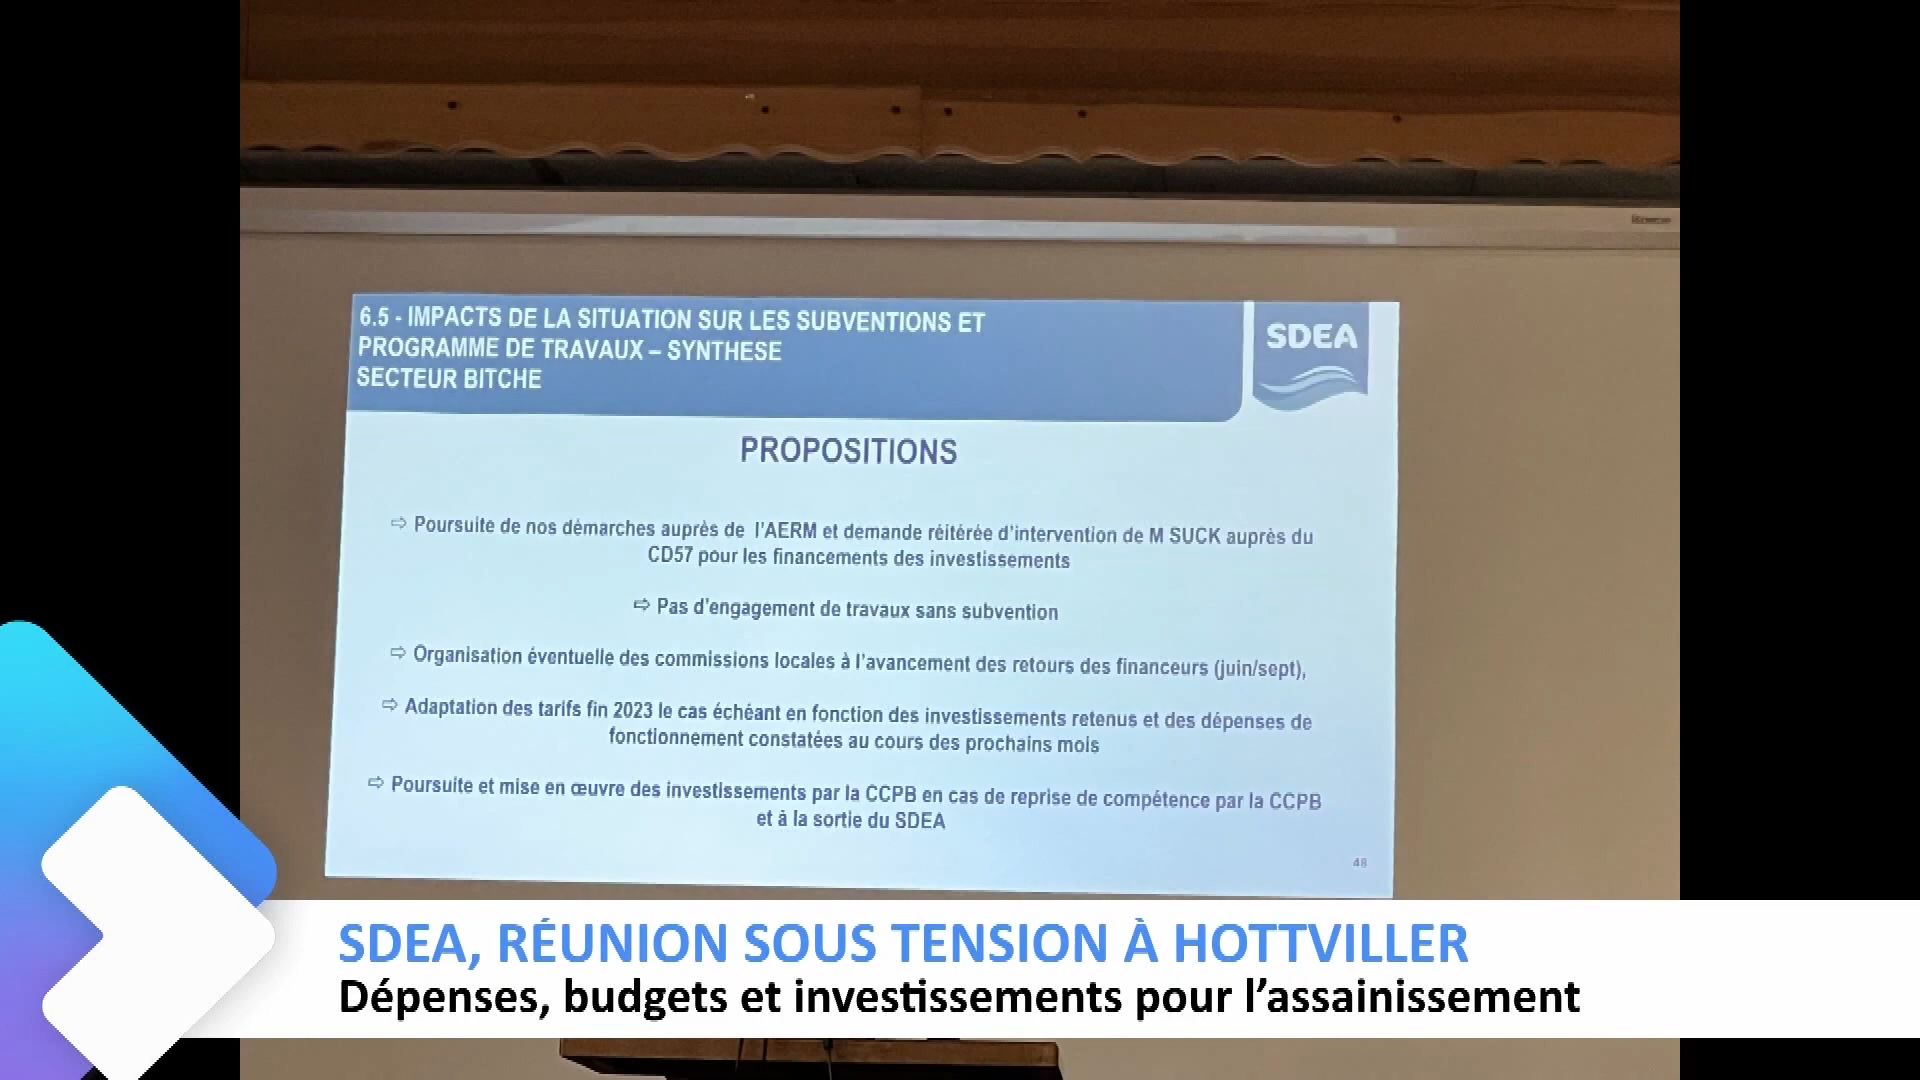 6.5 - IMPACTS DE LA SITUATION SUR LES SUBVENTIONS ET
PROGRAMME DE TRAVAUX – SYNTHESE
SECTEUR BITCHE
SDEA
PROPOSITIONS
⇨ Poursuite de nos démarches auprès de l'AERM et demande réitérée d'intervention de M SUCK auprès du
CD57 pour les financements des investissements
⇨ Pas d'engagement de travaux sans subvention
⇨ Organisation éventuelle des commissions locales à l'avancement des retours des financeurs (juin/sept),
⇨ Adaptation des tarifs fin 2023 le cas échéant en fonction des investissements retenus et des dépenses de
fonctionnement constatées au cours des prochains mois
⇨ Poursuite et mise en œuvre des investissements par la CCPB en cas de reprise de compétence par la CCPB
et à la sortie du SDEA
48
SDEA, RÉUNION SOUS TENSION À HOTTVILLER
Dépenses, budgets et investissements pour l’assainissement